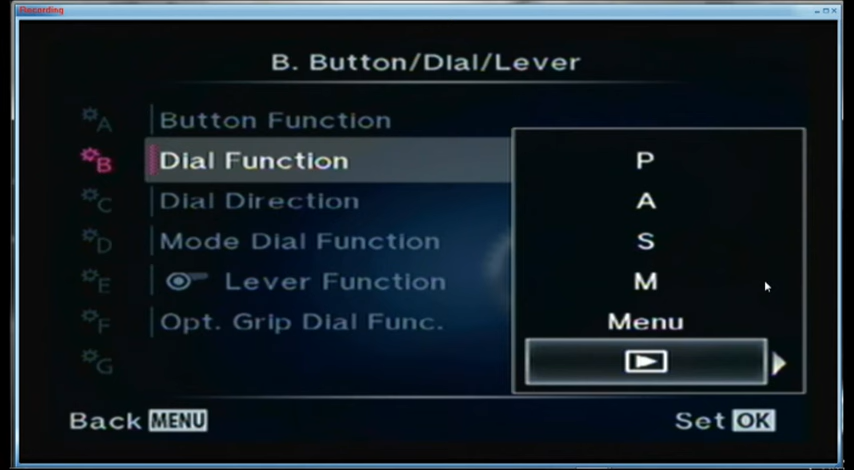 Recording
B. Button/Dial/Lever
A
Button Function
B
Dial Function
C
Dial Direction
D
Mode Dial Function
E
Lever Function
F
Opt. Grip Dial Func.
G
P
A
S
M
Menu
Back MENU
Set OK